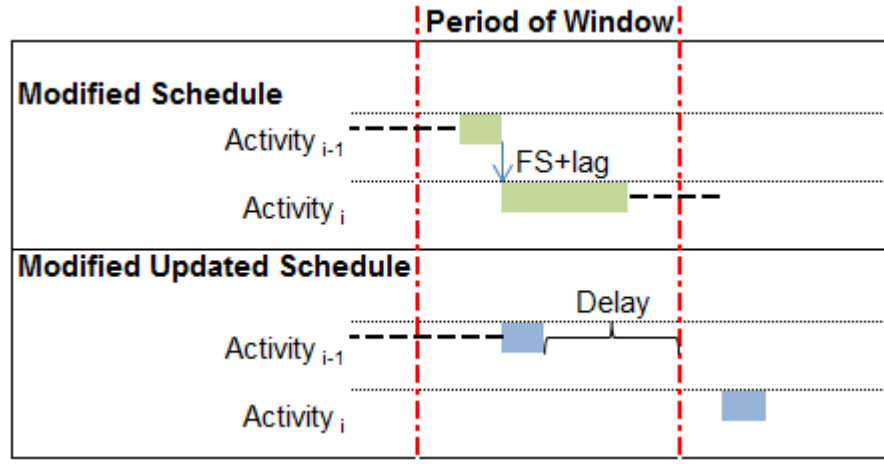 Period of Window
Modified Schedule
Activity i-1
FS+lag
Activity i
Modified Updated Schedule
Delay
Activity i-1
Activity i